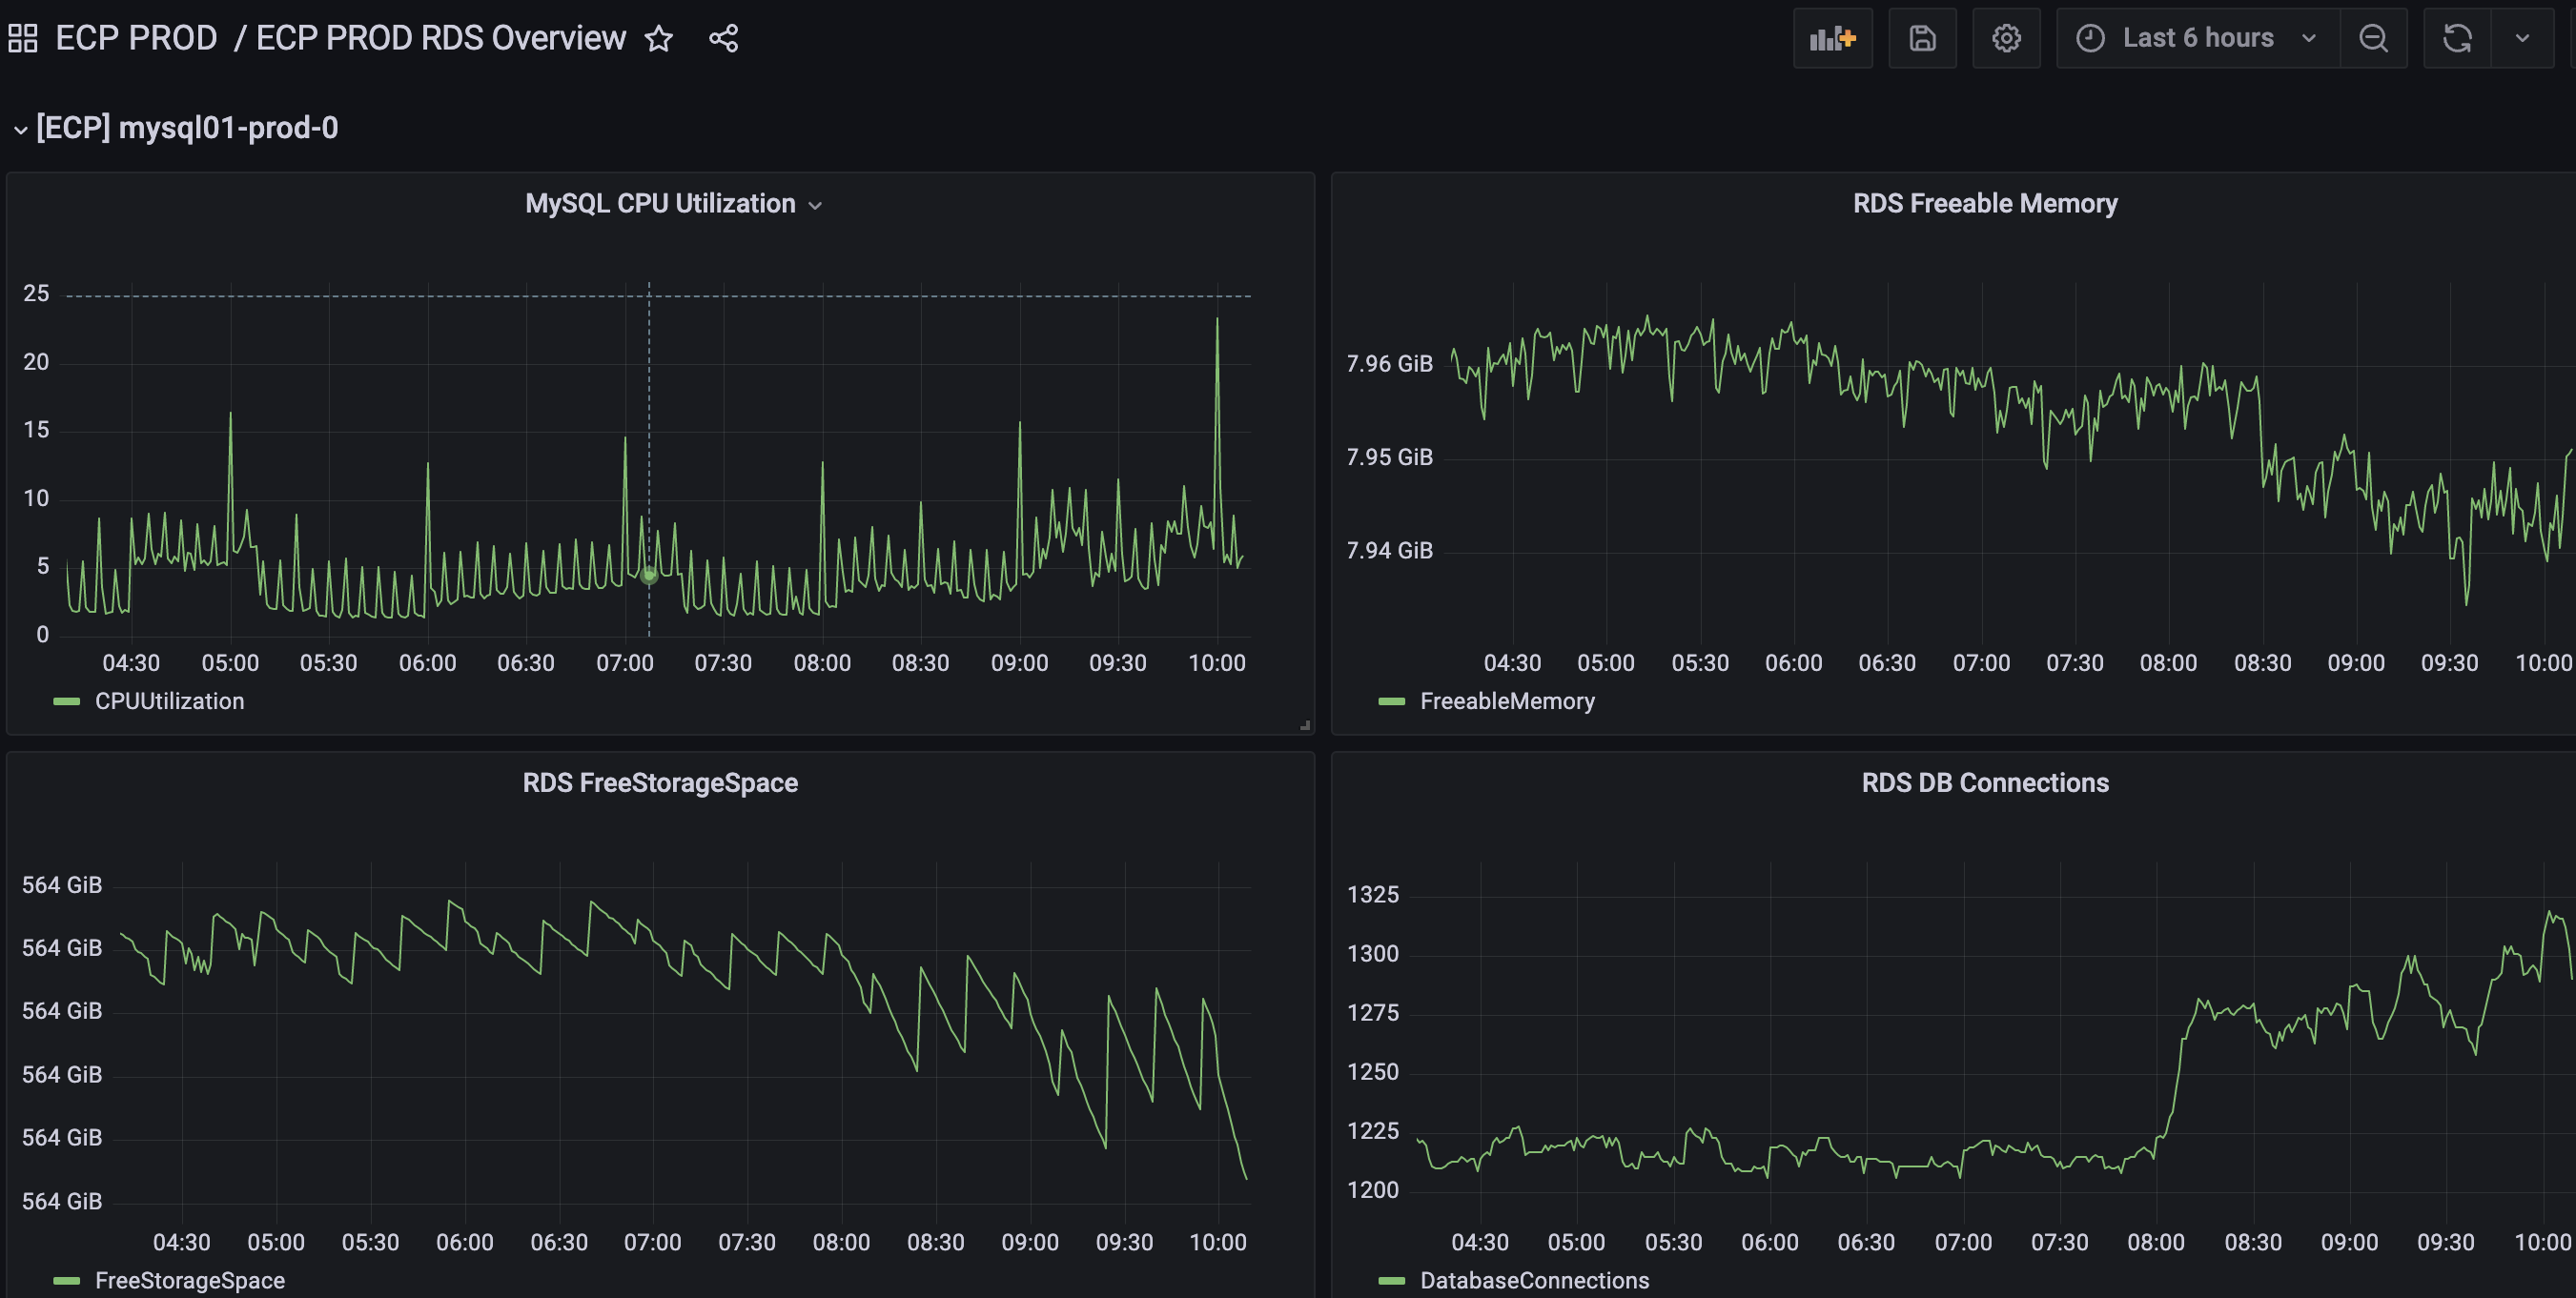 ECP PROD / ECP PROD RDS Overview
Last 6 hours
[ECP] mysql01-prod-0
MySQL CPU Utilization
25
20
15
10
5
0
04:30 05:00 05:30 06:00 06:30 07:00 07:30 08:00 08:30 09:00 09:30 10:00
CPUUtilization
RDS Freeable Memory
7.96 GiB
7.95 GiB
7.94 GiB
04:30 05:00 05:30 06:00 06:30 07:00 07:30 08:00 08:30 09:00 09:30 10:00
FreeableMemory
RDS FreeStorageSpace
564 GiB
564 GiB
564 GiB
564 GiB
564 GiB
564 GiB
04:30 05:00 05:30 06:00 06:30 07:00 07:30 08:00 08:30 09:00 09:30 10:00
FreeStorageSpace
RDS DB Connections
1325
1300
1275
1250
1225
1200
04:30 05:00 05:30 06:00 06:30 07:00 07:30 08:00 08:30 09:00 09:30 10:00
DatabaseConnections